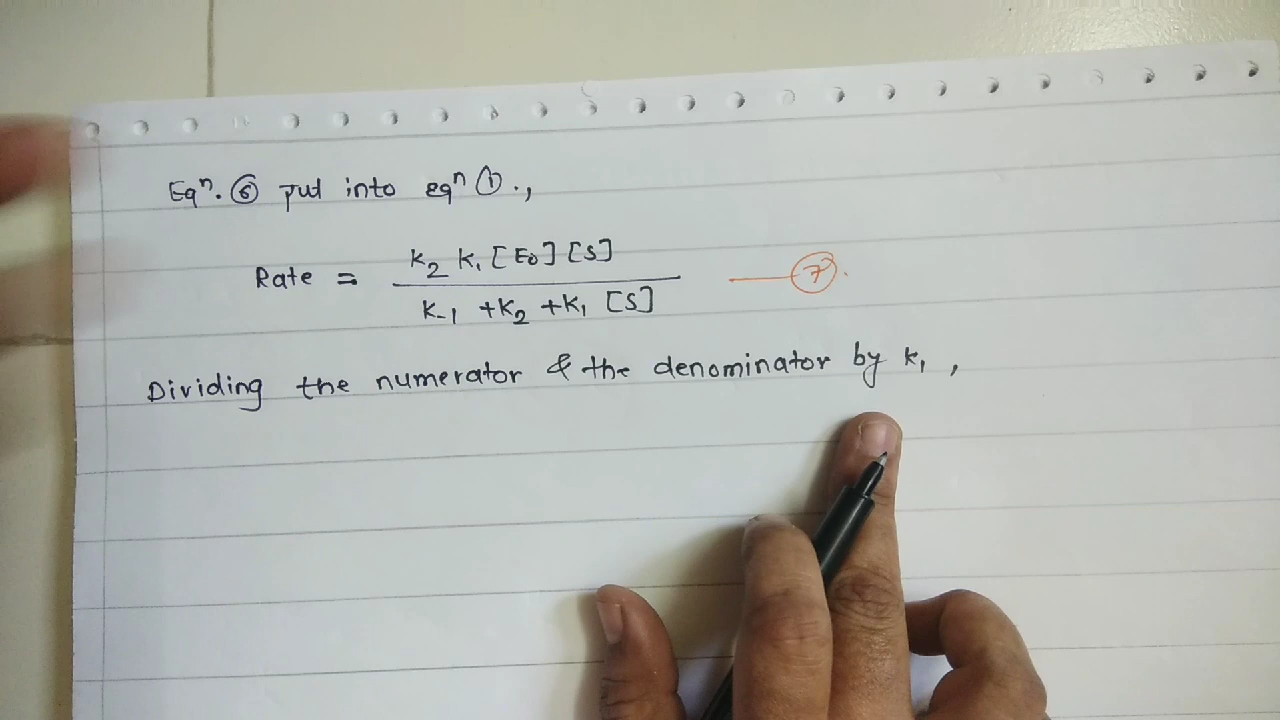 Eqⁿ. ⑥ put into eqⁿ ①.,
Rate = K₂ K₁ [E₀] [S] / K₋₁ + K₂ + K₁ [S] — ⑦.
Dividing the numerator & the denominator by K₁ ,